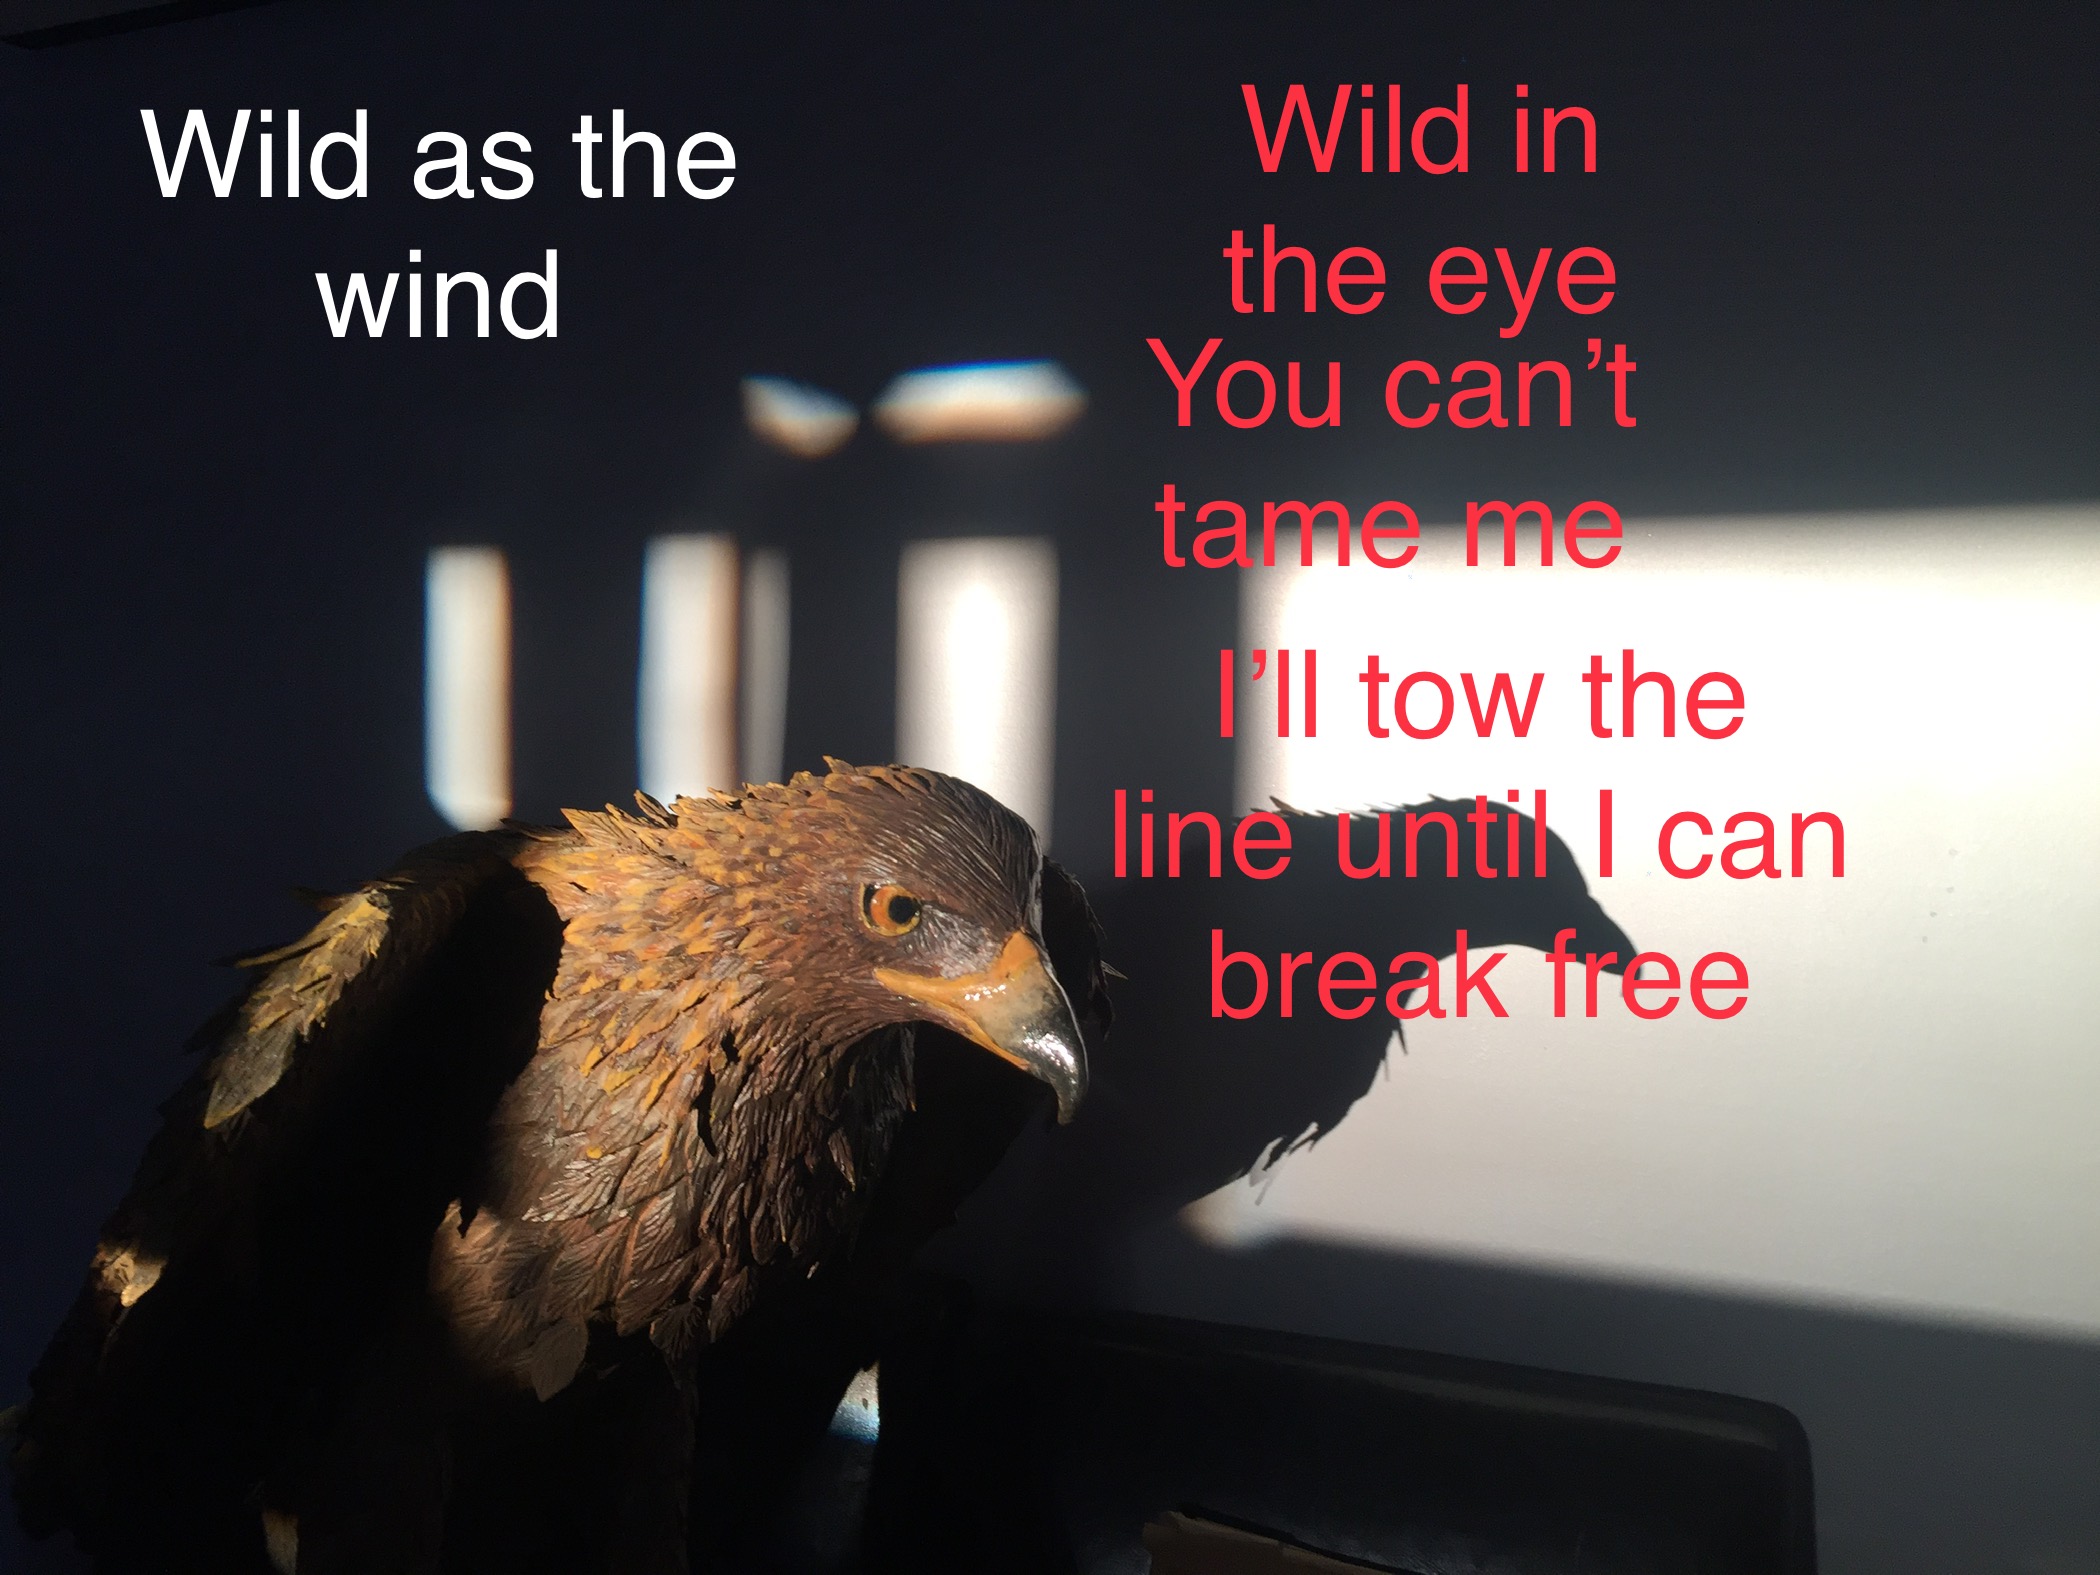 Wild as the
wind
Wild in
the eye
You can’t
tame me
I’ll tow the
line until I can
break free